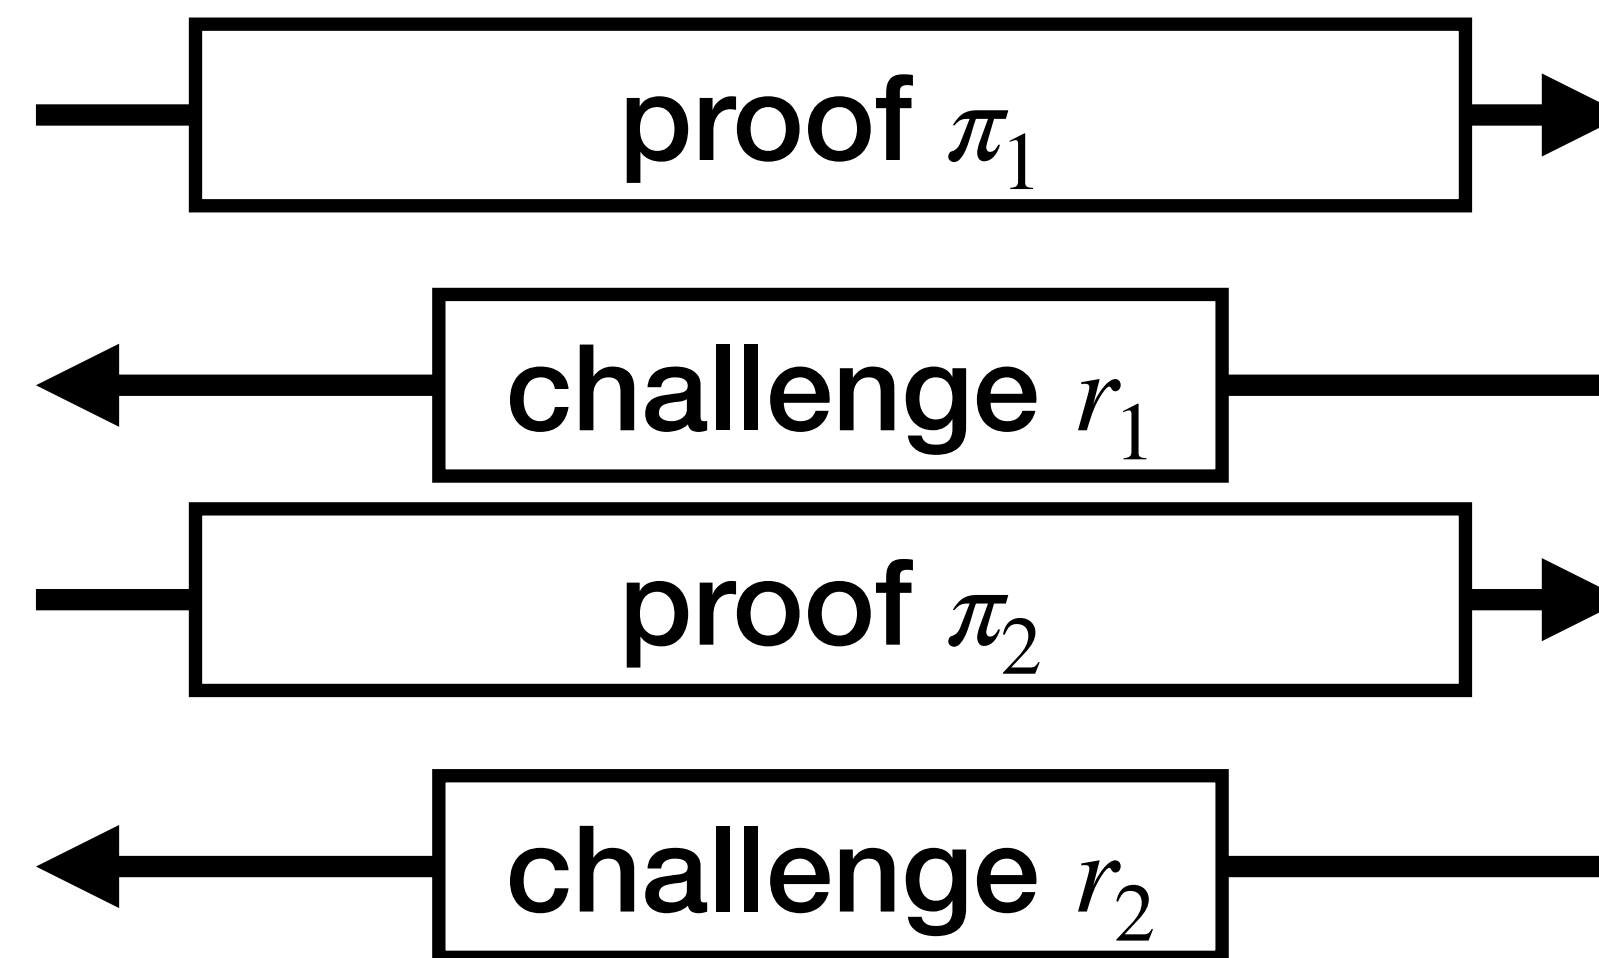 proof π₁
challenge r₁
proof π₂
challenge r₂